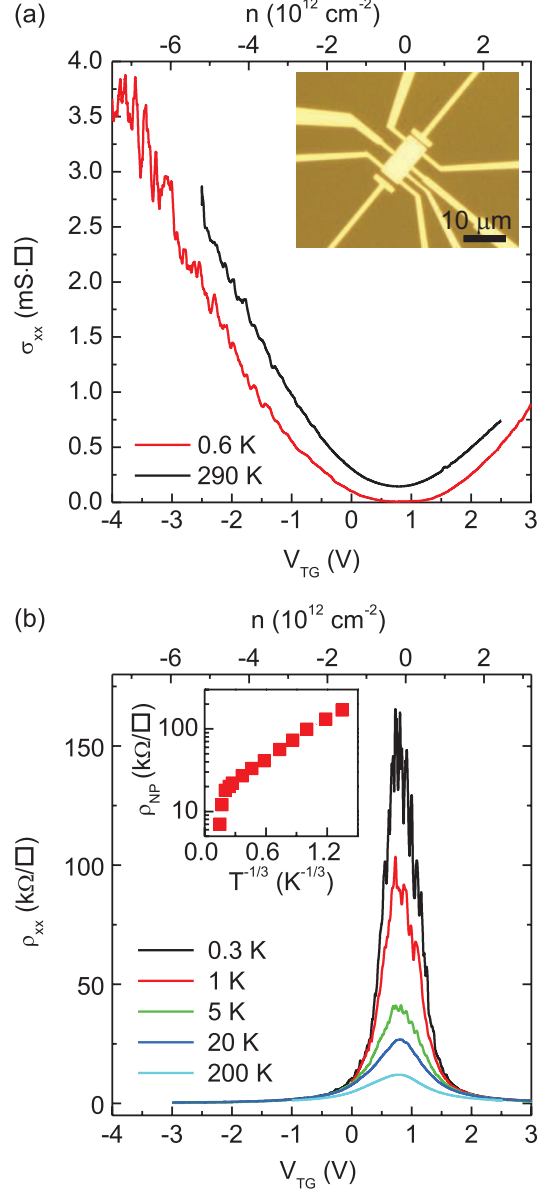 (a)
n (10¹² cm⁻²)
-6 -4 -2 0 2
4.0
3.5
3.0
2.5
2.0
1.5
1.0
0.5
0.0
σxx (mS·□)
10 μm
0.6 K
290 K
-4 -3 -2 -1 0 1 2 3
V_TG (V)
(b)
n (10¹² cm⁻²)
-6 -4 -2 0 2
150
100
50
0
ρxx (kΩ/□)
100
10
ρ_NP (kΩ/□)
0.0 0.6 1.2
T⁻¹ᐟ³ (K⁻¹ᐟ³)
0.3 K
1 K
5 K
20 K
200 K
-4 -3 -2 -1 0 1 2 3
V_TG (V)